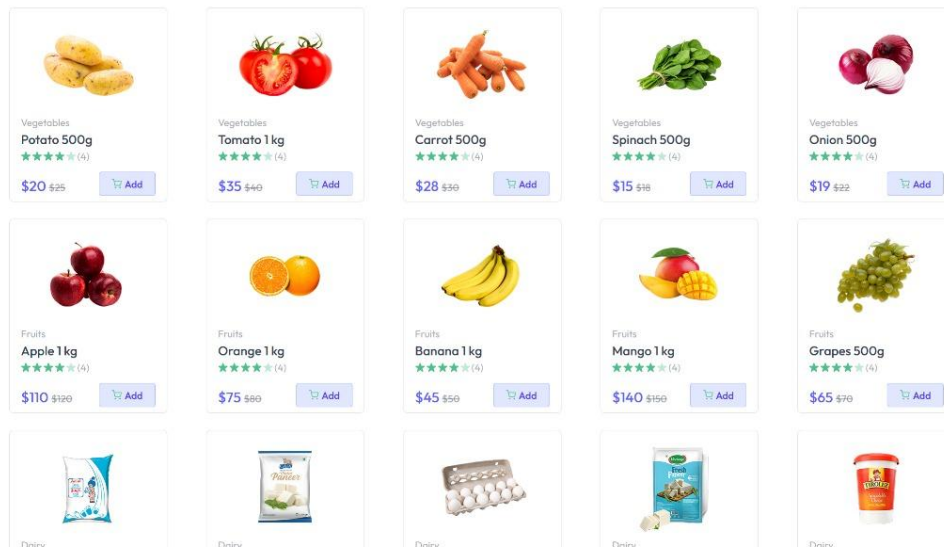 Vegetables
Potato 500g
(4)
$20 $25
Add
Vegetables
Tomato 1 kg
(4)
$35 $40
Add
Vegetables
Carrot 500g
(4)
$28 $30
Add
Vegetables
Spinach 500g
(4)
$15 $18
Add
Vegetables
Onion 500g
(4)
$19 $22
Add
Fruits
Apple 1 kg
(4)
$110 $120
Add
Fruits
Orange 1 kg
(4)
$75 $80
Add
Fruits
Banana 1 kg
(4)
$45 $50
Add
Fruits
Mango 1 kg
(4)
$140 $150
Add
Fruits
Grapes 500g
(4)
$65 $70
Add
Paneer
Fresh
Dairy
Dairy
Dairy
Dairy
Dairy